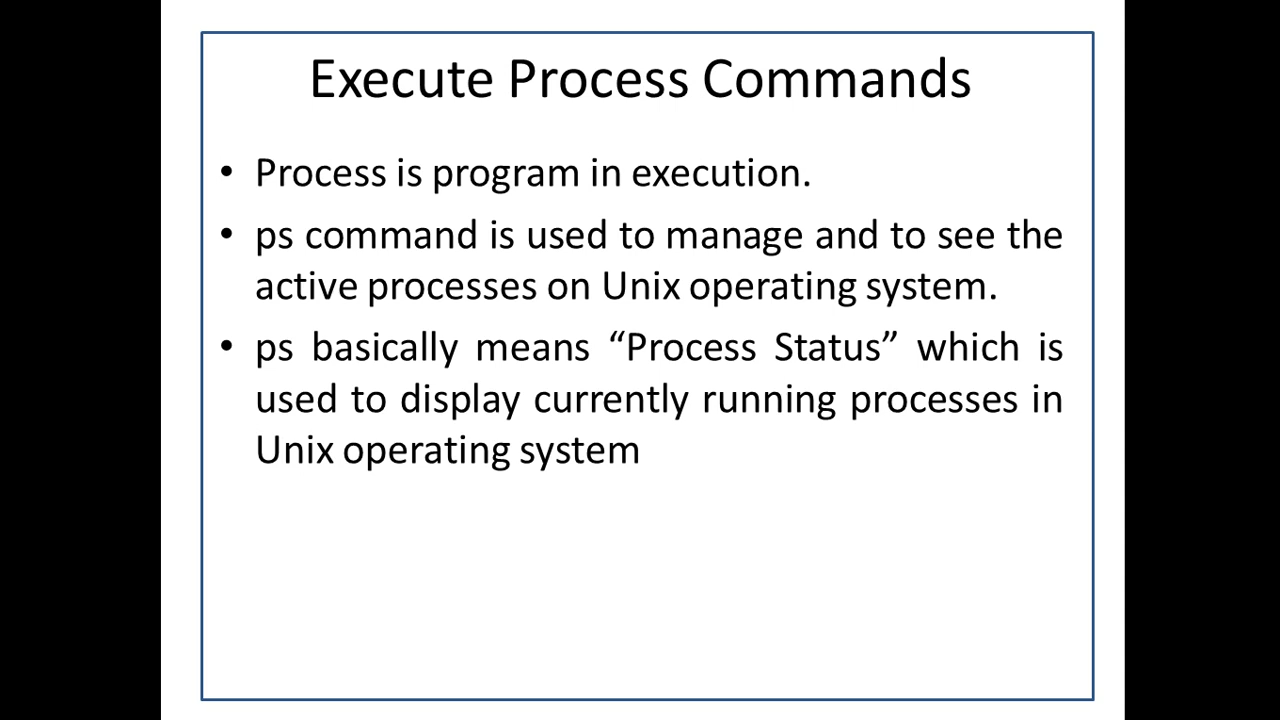 Execute Process Commands
• Process is program in execution.
• ps command is used to manage and to see the
active processes on Unix operating system.
• ps basically means “Process Status” which is
used to display currently running processes in
Unix operating system